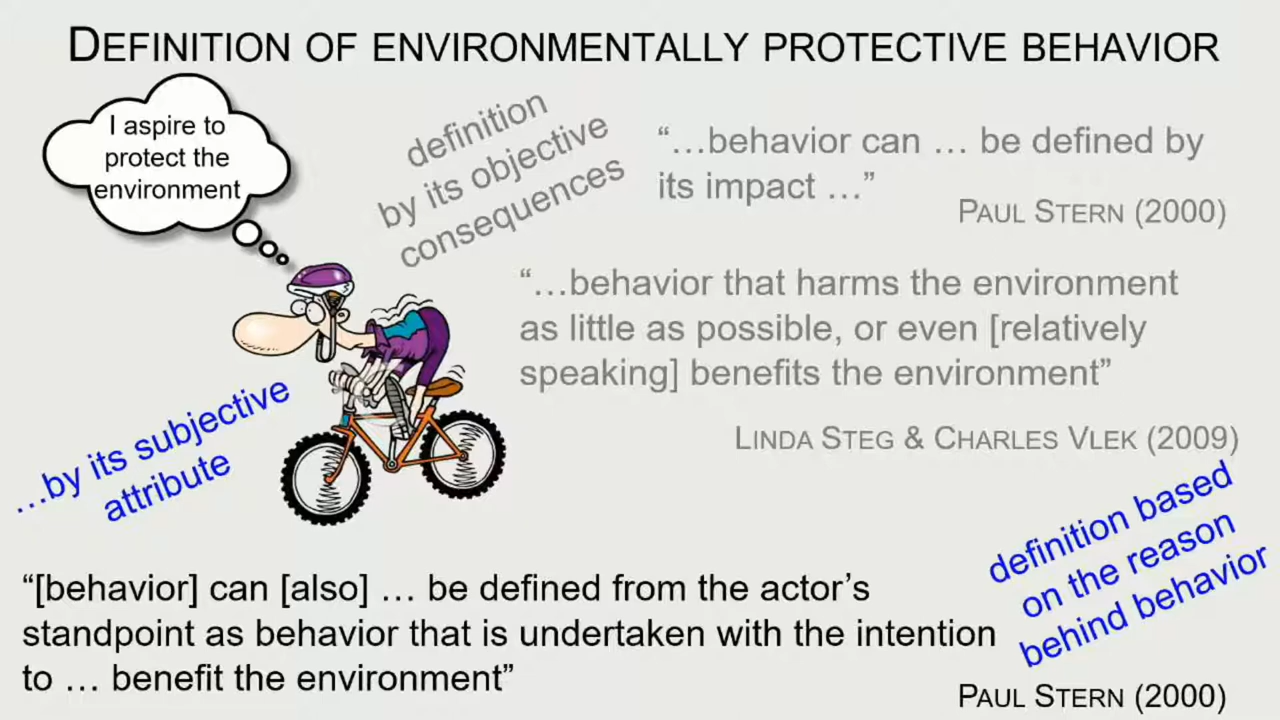 DEFINITION OF ENVIRONMENTALLY PROTECTIVE BEHAVIOR
I aspire to
protect the
environment
definition
by its objective
consequences
“…behavior can … be defined by
its impact …”
PAUL STERN (2000)
“…behavior that harms the environment
as little as possible, or even [relatively
speaking] benefits the environment”
LINDA STEG & CHARLES VLEK (2009)
…by its subjective
attribute
definition based
on the reason
behind behavior
“[behavior] can [also] … be defined from the actor’s
standpoint as behavior that is undertaken with the intention
to … benefit the environment”
PAUL STERN (2000)